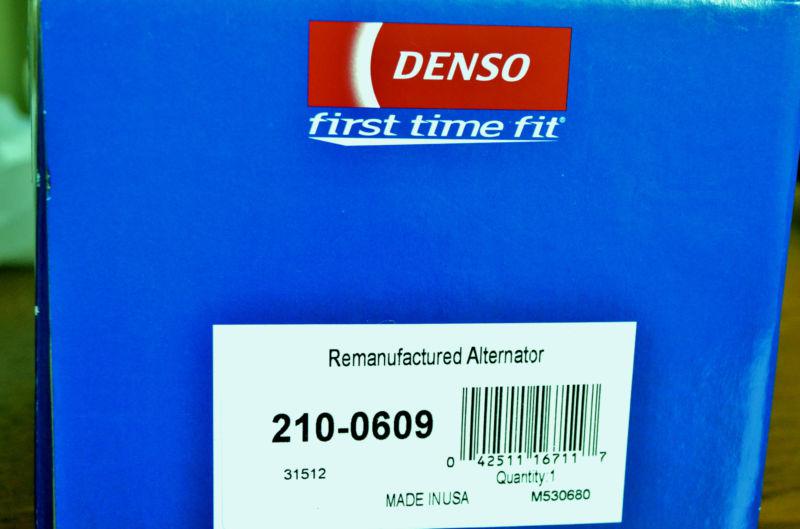 DENSO
first time fit®
Remanufactured Alternator
210-0609
0 42511 16711 7
31512
Quantity:1
MADE IN USA M530680